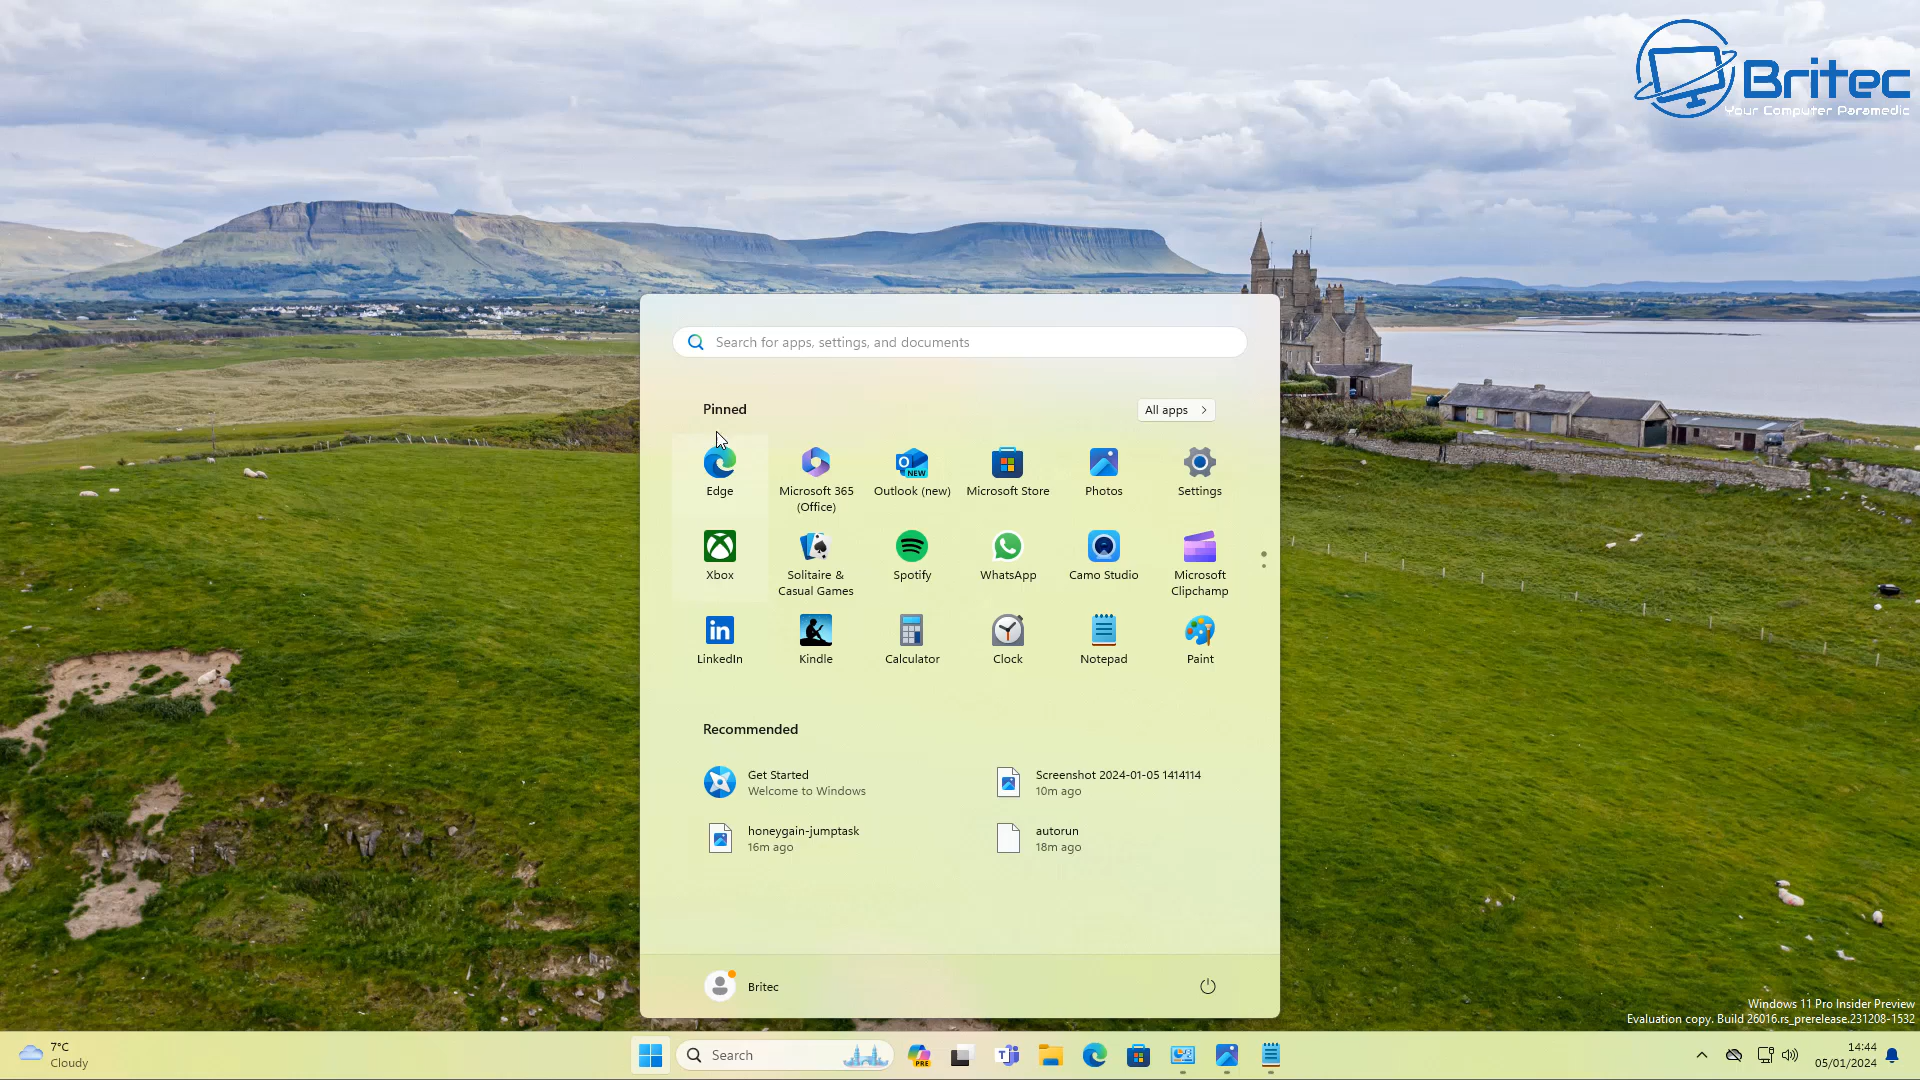 Britec
Your Computer Paramedic
Search for apps, settings, and documents
Pinned
All apps
Edge
Microsoft 365
(Office)
Outlook (new)
NEW
Microsoft Store
Photos
Settings
Xbox
Solitaire &
Casual Games
Spotify
WhatsApp
Camo Studio
Microsoft
Clipchamp
in
LinkedIn
Kindle
Calculator
Clock
Notepad
Paint
Recommended
Get Started
Welcome to Windows
Screenshot 2024-01-05 1414114
10m ago
honeygain-jumptask
16m ago
autorun
18m ago
Britec
Windows 11 Pro Insider Preview
Evaluation copy. Build 26016.rs_prerelease.231208-1532
7°C
Cloudy
Search
PRE
14:44
05/01/2024